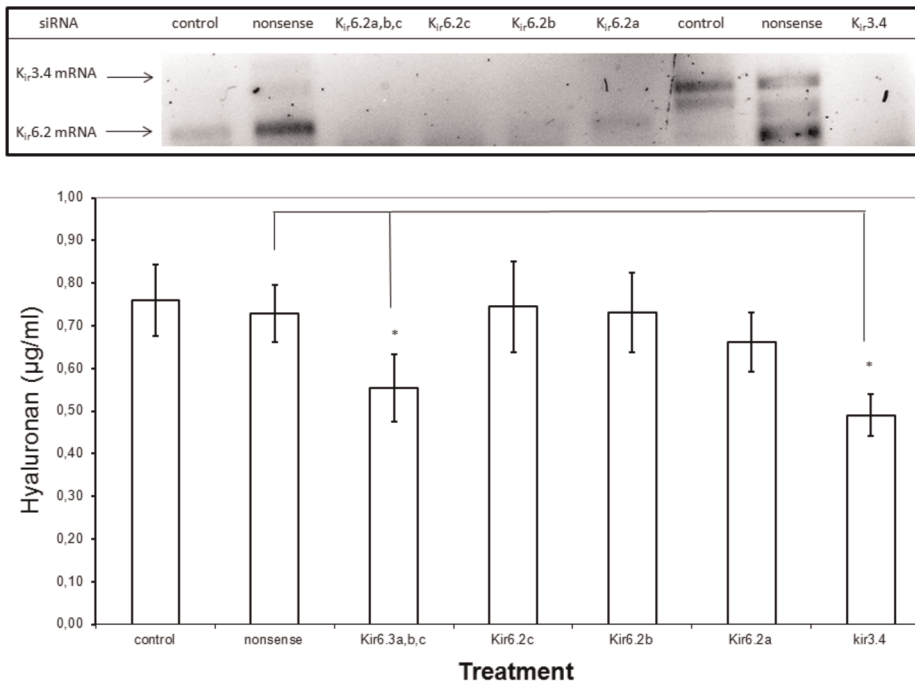 siRNA control nonsense Kir6.2a,b,c Kir6.2c Kir6.2b Kir6.2a control nonsense Kir3.4
Kir3.4 mRNA
Kir6.2 mRNA
1,00
0,90
0,80
0,70
0,60
0,50
0,40
0,30
0,20
0,10
0,00
Hyaluronan (µg/ml)
*
*
control nonsense Kir6.3a,b,c Kir6.2c Kir6.2b Kir6.2a kir3.4
Treatment